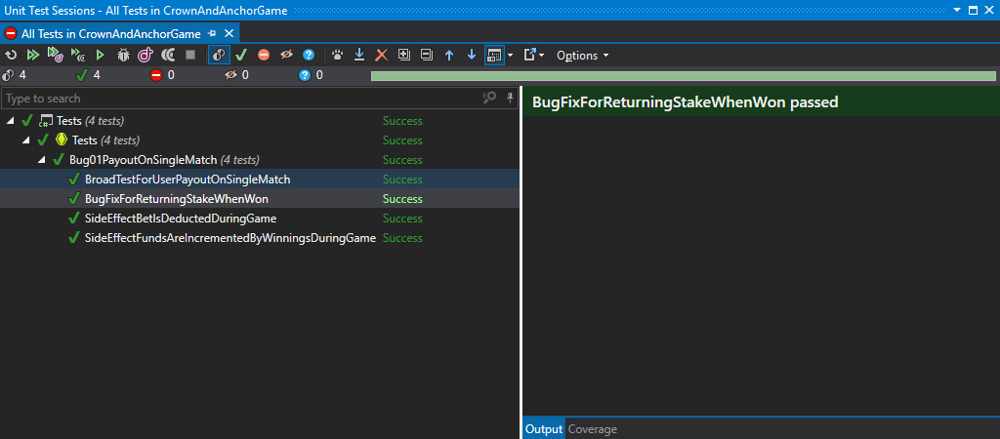 Unit Test Sessions - All Tests in CrownAndAnchorGame
All Tests in CrownAndAnchorGame
Options
4 4 0 0 0
Type to search
BugFixForReturningStakeWhenWon passed
Tests (4 tests) Success
Tests (4 tests) Success
Bug01PayoutOnSingleMatch (4 tests) Success
BroadTestForUserPayoutOnSingleMatch Success
BugFixForReturningStakeWhenWon Success
SideEffectBetIsDeductedDuringGame Success
SideEffectFundsAreIncrementedByWinningsDuringGame Success
Output Coverage